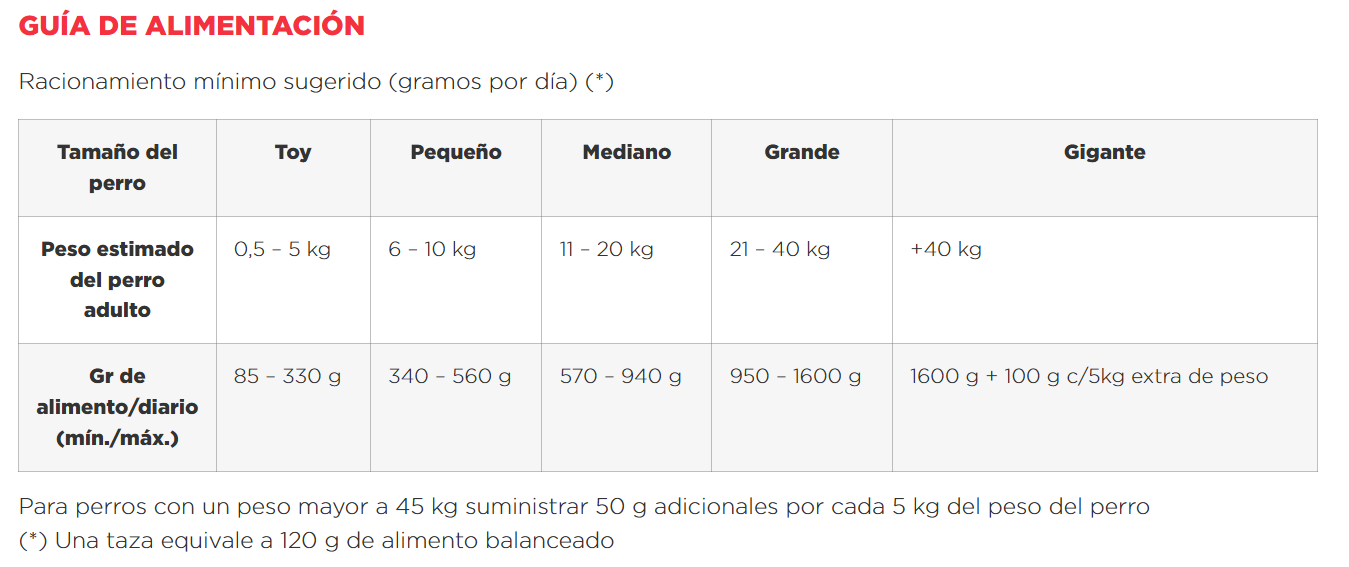 GUÍA DE ALIMENTACIÓN
Racionamiento mínimo sugerido (gramos por día) (*)
Tamaño del perro Toy Pequeño Mediano Grande Gigante
Peso estimado del perro adulto 0,5 – 5 kg 6 – 10 kg 11 – 20 kg 21 – 40 kg +40 kg
Gr de alimento/diario (mín./máx.) 85 – 330 g 340 – 560 g 570 – 940 g 950 – 1600 g 1600 g + 100 g c/5kg extra de peso
Para perros con un peso mayor a 45 kg suministrar 50 g adicionales por cada 5 kg del peso del perro
(*) Una taza equivale a 120 g de alimento balanceado